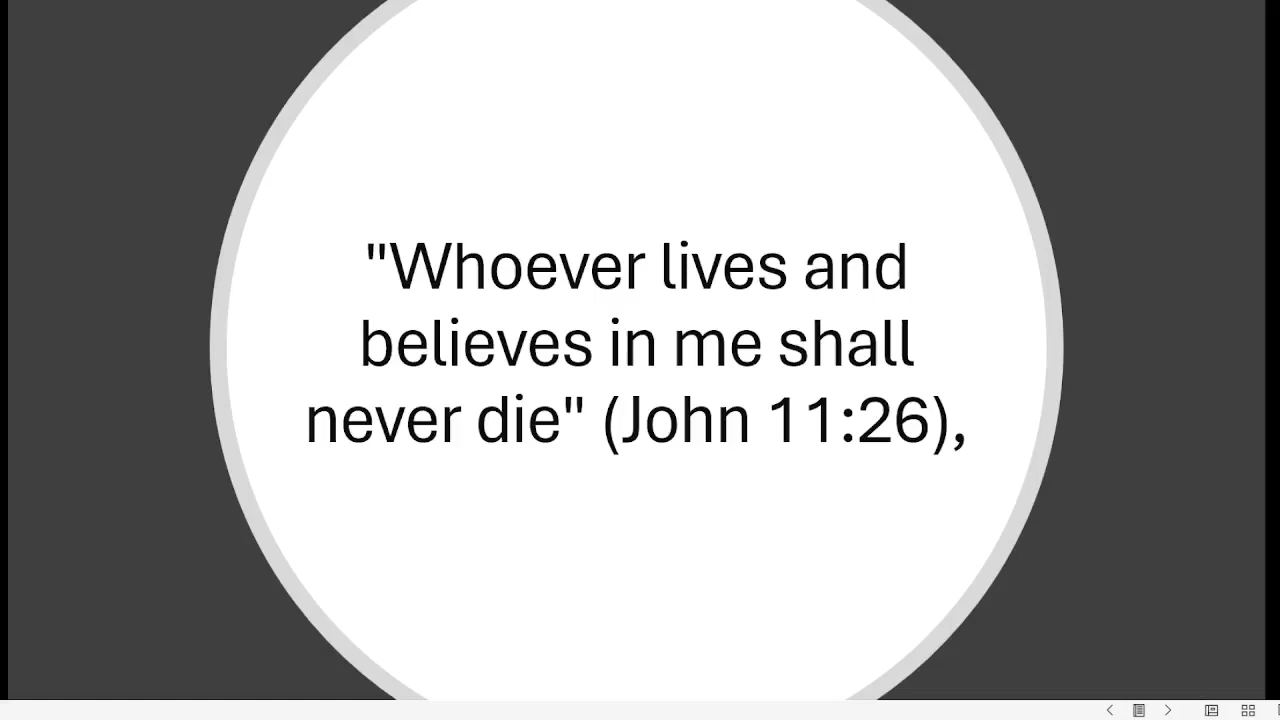 "Whoever lives and
believes in me shall
never die" (John 11:26),